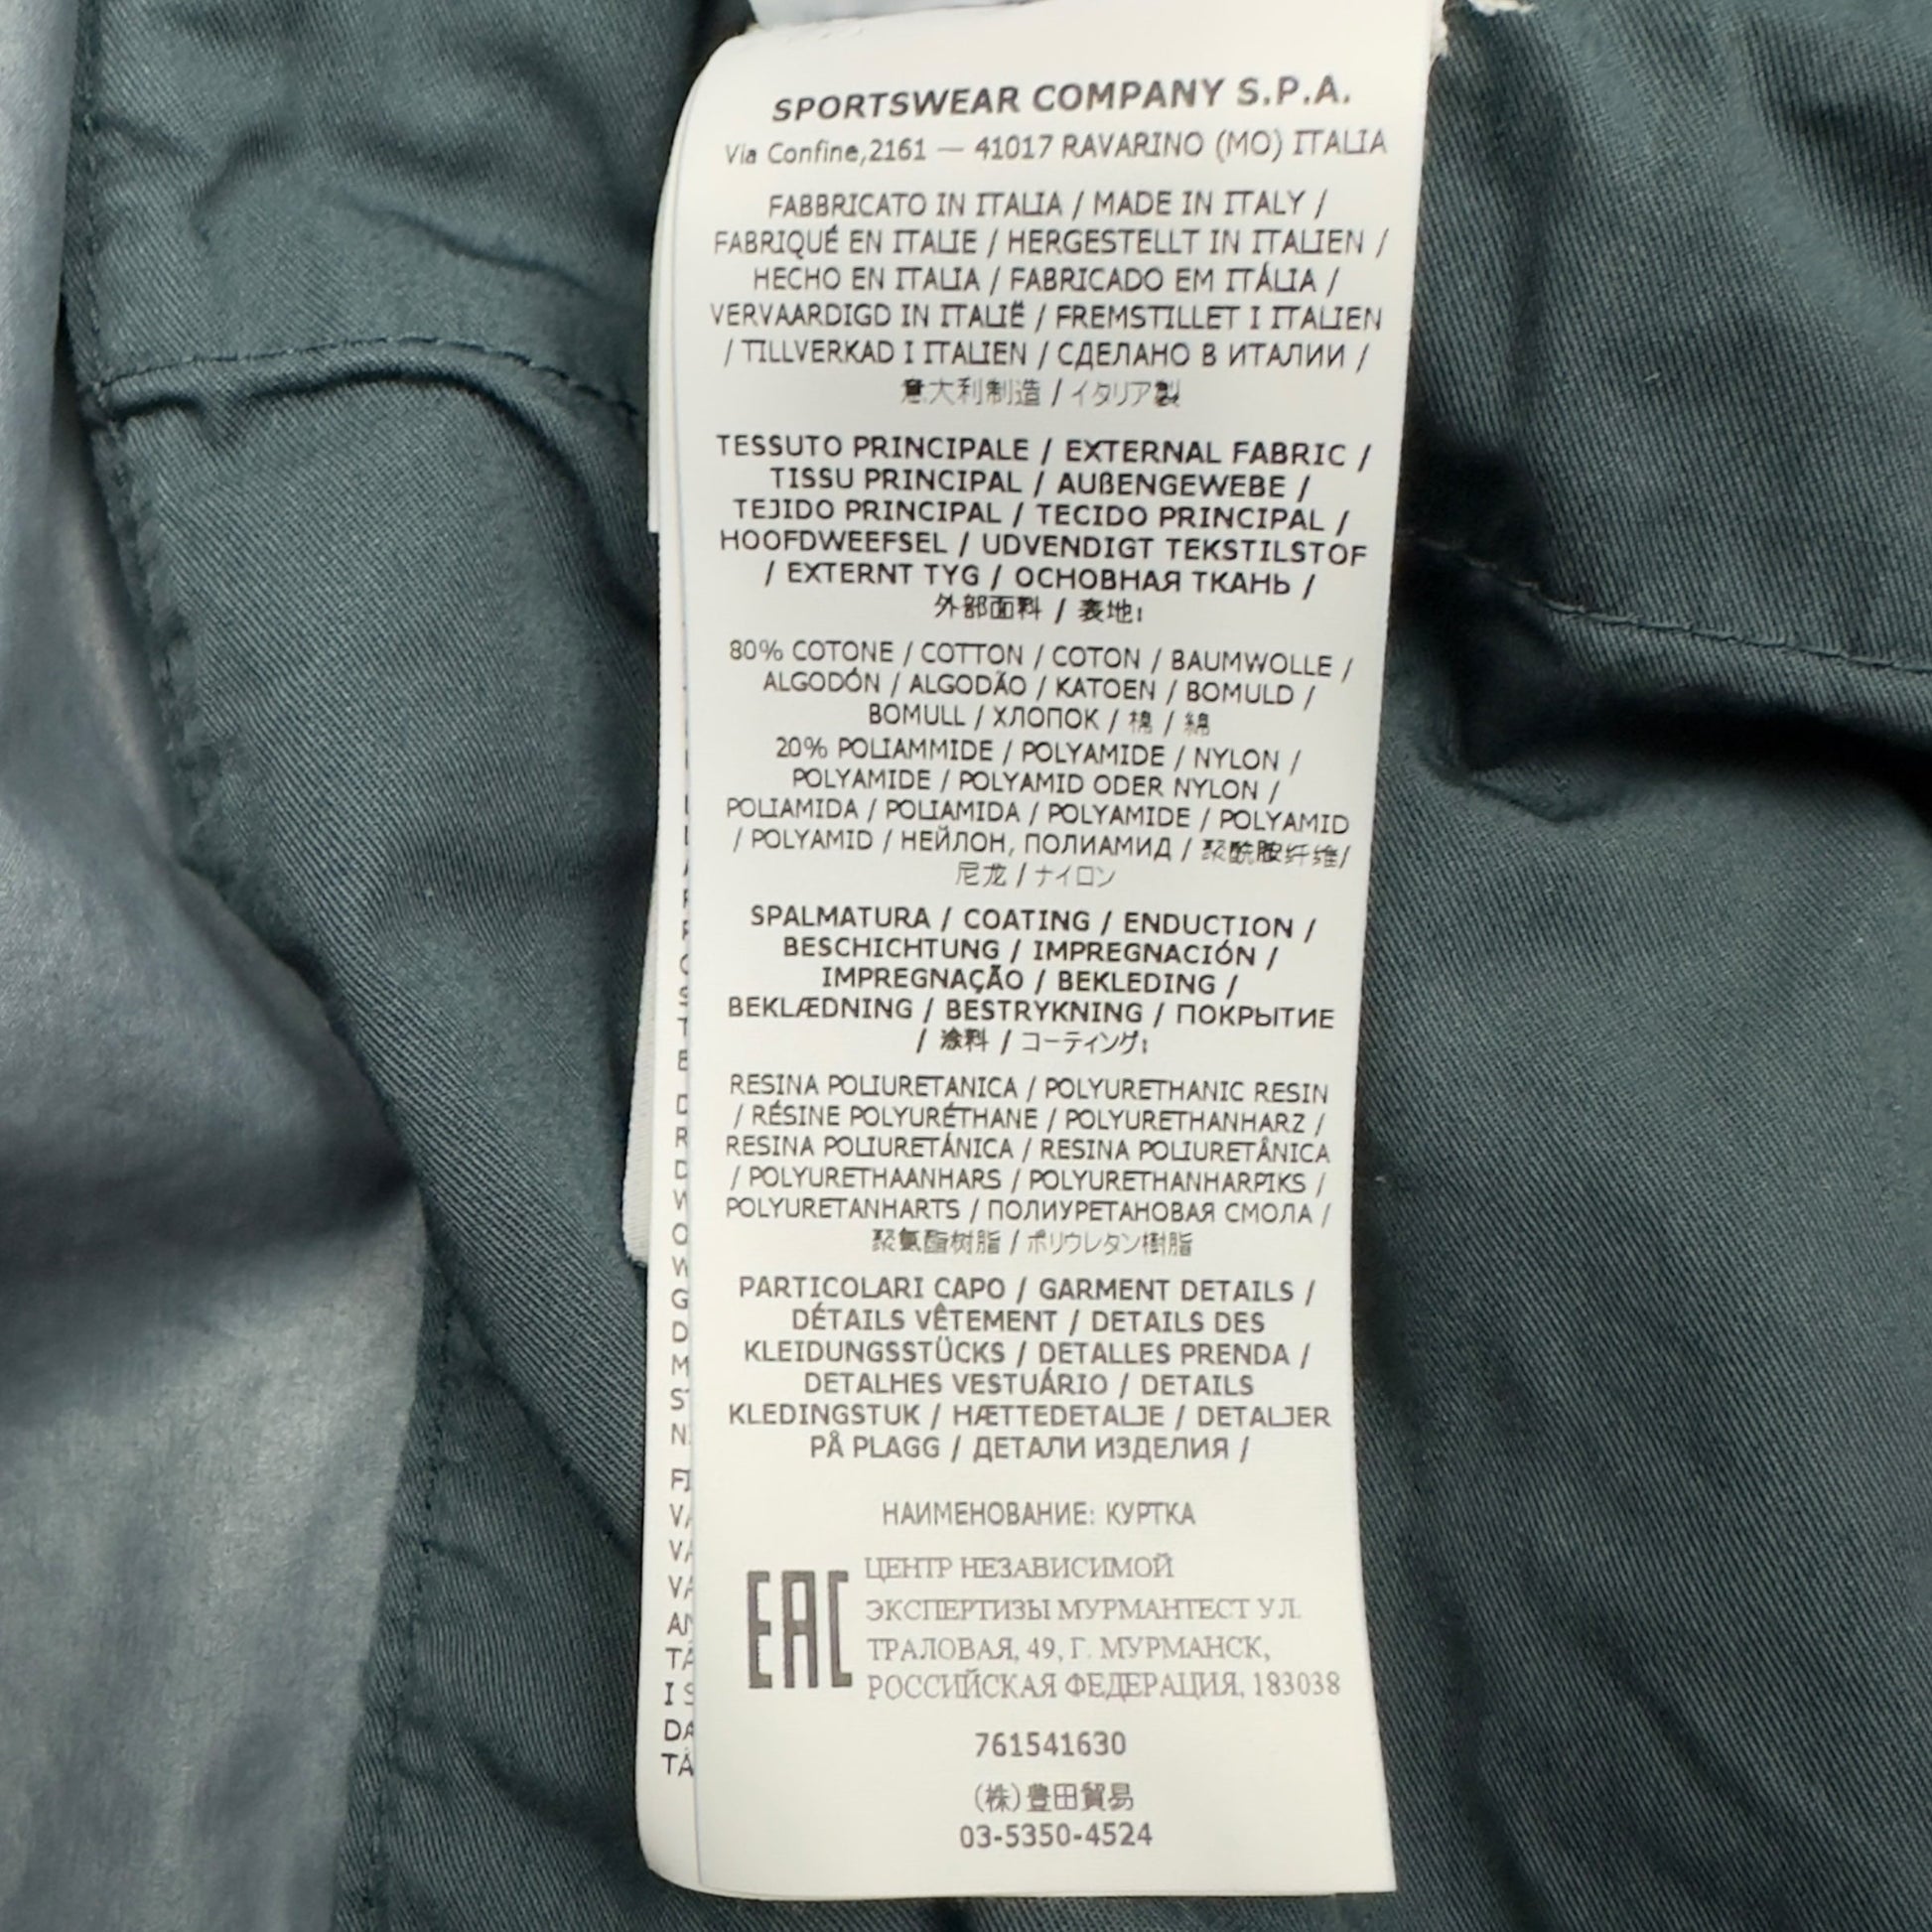 SPORTSWEAR COMPANY S.P.A.
Via Confine,2161 — 41017 RAVARINO (MO) ITALIA
FABBRICATO IN ITALIA / MADE IN ITALY /
FABRIQUÉ EN ITALIE / HERGESTELLT IN ITALIEN /
HECHO EN ITALIA / FABRICADO EM ITÁLIA /
VERVAARDIGD IN ITALIË / FREMSTILLET I ITALIEN
/ TILLVERKAD I ITALIEN / СДЕЛАНО В ИТАЛИИ /
意大利制造 / イタリア製
TESSUTO PRINCIPALE / EXTERNAL FABRIC /
TISSU PRINCIPAL / AUßENGEWEBE /
TEJIDO PRINCIPAL / TECIDO PRINCIPAL /
HOOFDWEEFSEL / UDVENDIGT TEKSTILSTOF
/ EXTERNT TYG / ОСНОВНАЯ ТКАНЬ /
外部面料 / 表地:
80% COTONE / COTTON / COTON / BAUMWOLLE /
ALGODÓN / ALGODÃO / KATOEN / BOMULD /
BOMULL / ХЛОПОК / 棉 / 綿
20% POLIAMMIDE / POLYAMIDE / NYLON /
POLYAMIDE / POLYAMID ODER NYLON /
POLIAMIDA / POLIAMIDA / POLYAMIDE / POLYAMID
/ POLYAMID / НЕЙЛОН, ПОЛИАМИД / 聚酰胺纤维/
尼龙 / ナイロン
SPALMATURA / COATING / ENDUCTION /
BESCHICHTUNG / IMPREGNACIÓN /
IMPREGNAÇÃO / BEKLEDING /
BEKLÆDNING / BESTRYKNING / ПОКРЫТИЕ
/ 涂料 / コーティング:
RESINA POLIURETANICA / POLYURETHANIC RESIN
/ RÉSINE POLYURÉTHANE / POLYURETHANHARZ /
RESINA POLIURETÁNICA / RESINA POLIURETÂNICA
/ POLYURETHAANHARS / POLYURETHANHARPIKS /
POLYURETANHARTS / ПОЛИУРЕТАНОВАЯ СМОЛА /
聚氨酯树脂 / ポリウレタン樹脂
PARTICOLARI CAPO / GARMENT DETAILS /
DÉTAILS VÊTEMENT / DETAILS DES
KLEIDUNGSSTÜCKS / DETALLES PRENDA /
DETALHES VESTUÁRIO / DETAILS
KLEDINGSTUK / HÆTTEDETALJE / DETALJER
PÅ PLAGG / ДЕТАЛИ ИЗДЕЛИЯ /
НАИМЕНОВАНИЕ: КУРТКА
EAC
ЦЕНТР НЕЗАВИСИМОЙ
ЭКСПЕРТИЗЫ МУРМАНТЕСТ УЛ.
ТРАЛОВАЯ, 49, Г. МУРМАНСК,
РОССИЙСКАЯ ФЕДЕРАЦИЯ, 183038
761541630
(株)豊田貿易
03-5350-4524